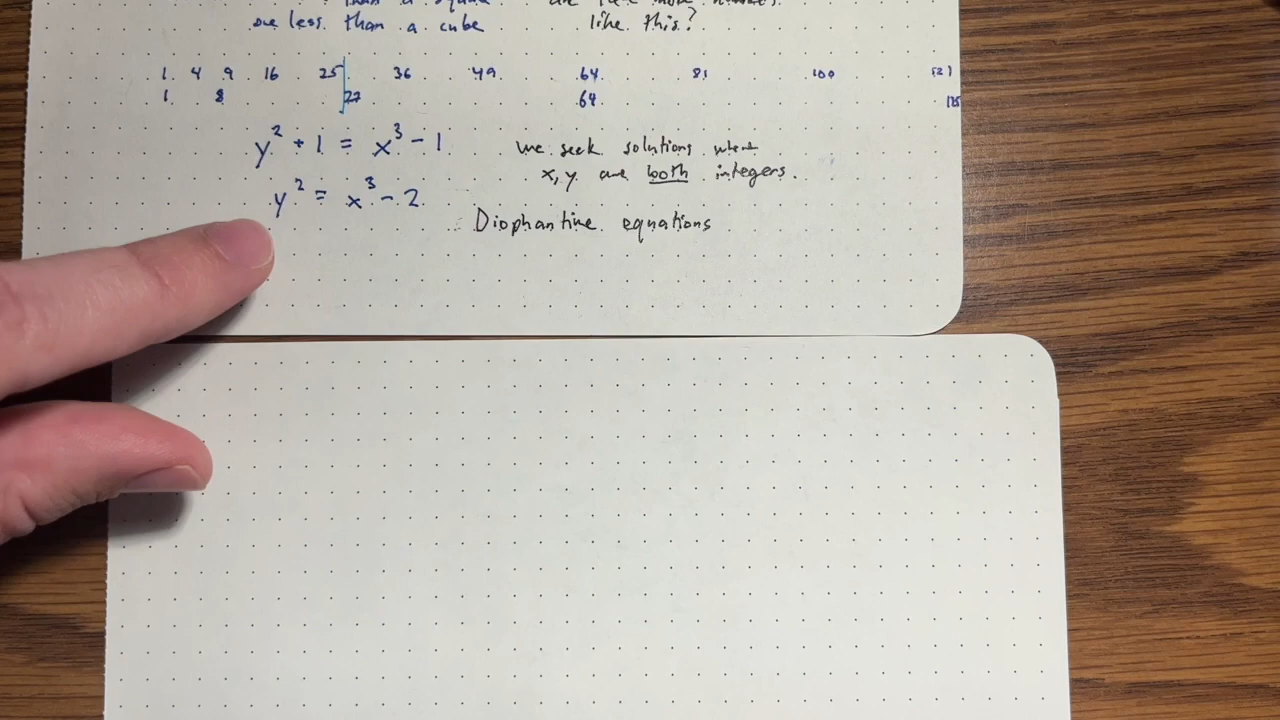 than a square
one less than a cube like this?
1 4 9 16 25 36 49 64 81 100 121
1 8 27 64 125
y² + 1 = x³ - 1
we seek solutions where
x, y are both integers.
y² = x³ - 2
Diophantine equations